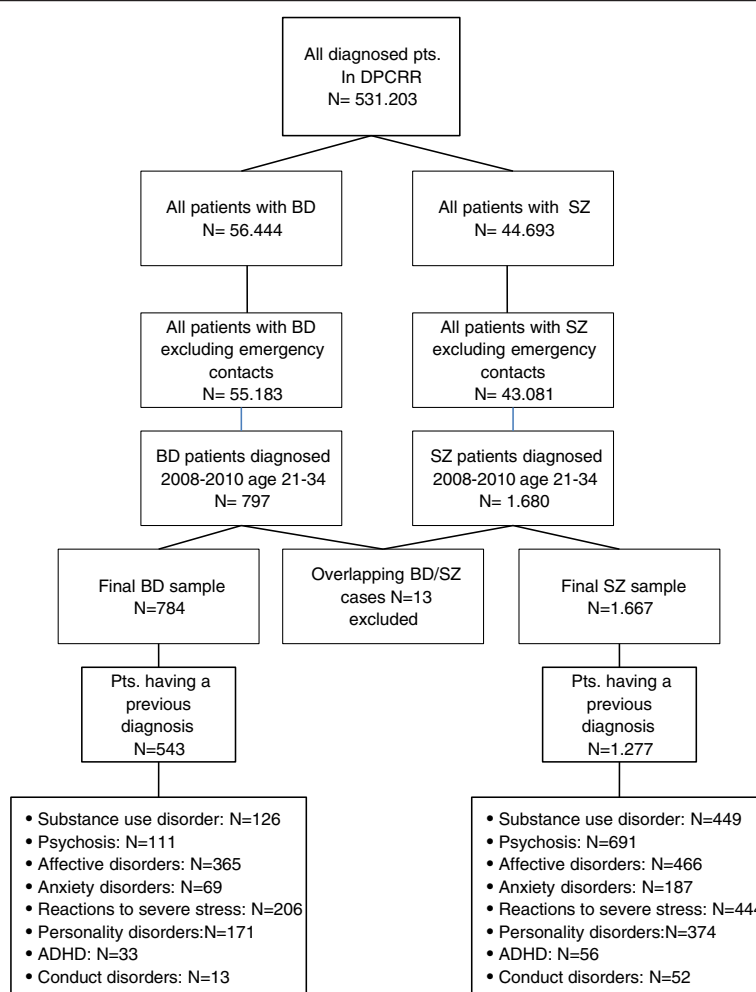 All diagnosed pts.
In DPCRR
N= 531.203
All patients with BD
N= 56.444
All patients with SZ
N= 44.693
All patients with BD
excluding emergency
contacts
N= 55.183
All patients with SZ
excluding emergency
contacts
N= 43.081
BD patients diagnosed
2008-2010 age 21-34
N= 797
SZ patients diagnosed
2008-2010 age 21-34
N= 1.680
Final BD sample
N=784
Overlapping BD/SZ
cases N=13
excluded
Final SZ sample
N=1.667
Pts. having a
previous
diagnosis
N=543
Pts. having a
previous
diagnosis
N=1.277
• Substance use disorder: N=126
• Psychosis: N=111
• Affective disorders: N=365
• Anxiety disorders: N=69
• Reactions to severe stress: N=206
• Personality disorders:N=171
• ADHD: N=33
• Conduct disorders: N=13
• Substance use disorder: N=449
• Psychosis: N=691
• Affective disorders: N=466
• Anxiety disorders: N=187
• Reactions to severe stress: N=444
• Personality disorders:N=374
• ADHD: N=56
• Conduct disorders: N=52